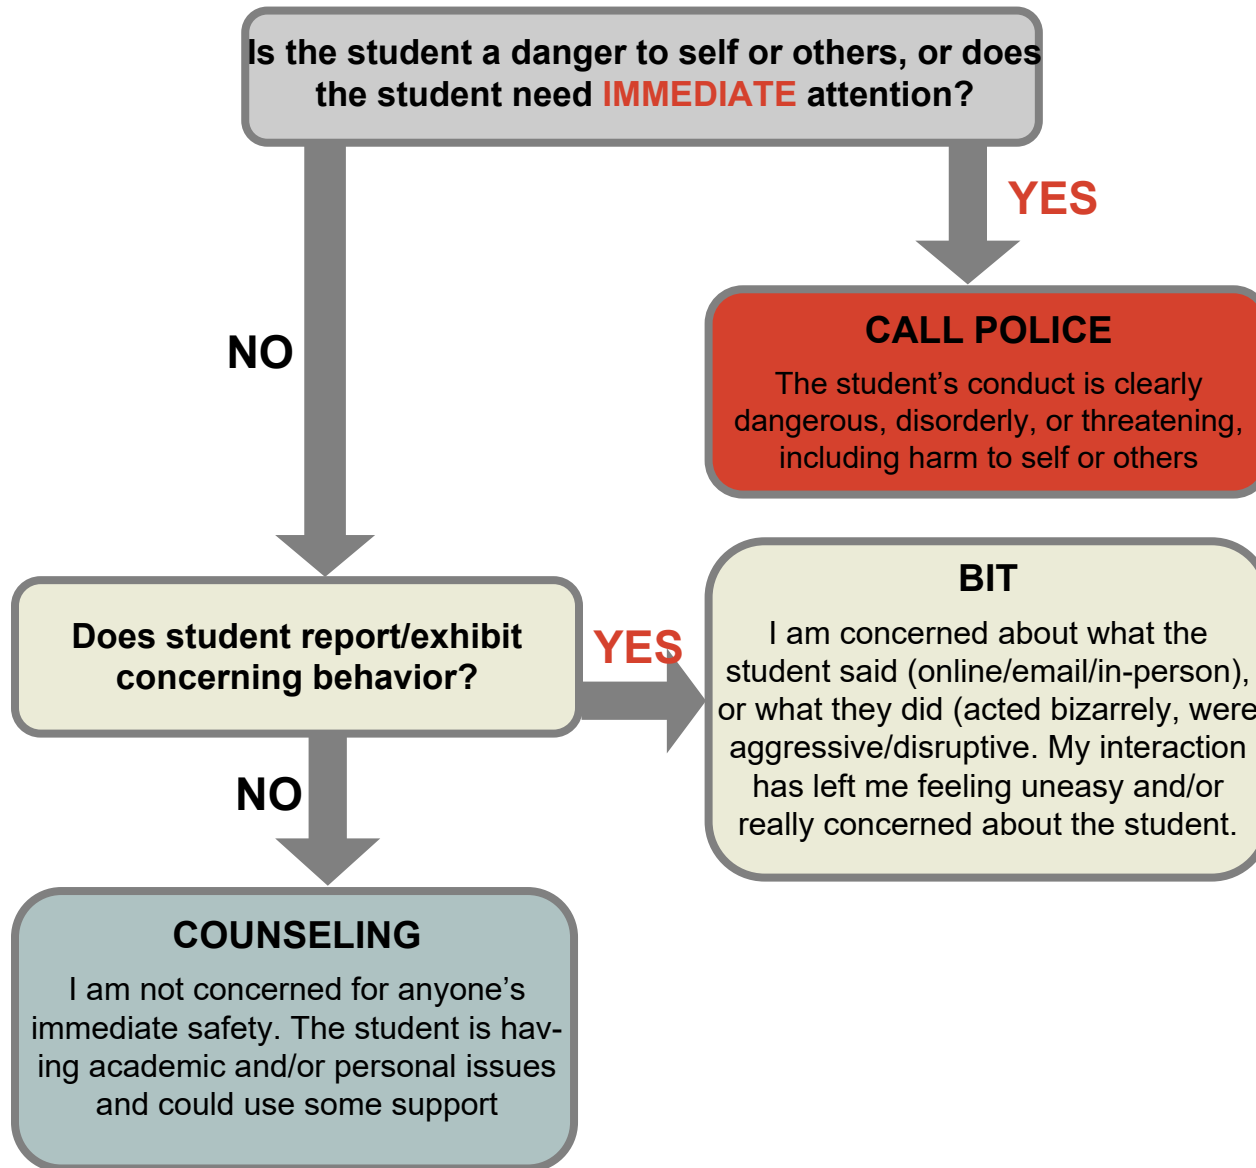 Is the student a danger to self or others, or does
the student need IMMEDIATE attention?
YES
NO
CALL POLICE
The student’s conduct is clearly
dangerous, disorderly, or threatening,
including harm to self or others
Does student report/exhibit
concerning behavior?
YES
BIT
I am concerned about what the
student said (online/email/in-person),
or what they did (acted bizarrely, were
aggressive/disruptive. My interaction
has left me feeling uneasy and/or
really concerned about the student.
NO
COUNSELING
I am not concerned for anyone’s
immediate safety. The student is hav-
ing academic and/or personal issues
and could use some support